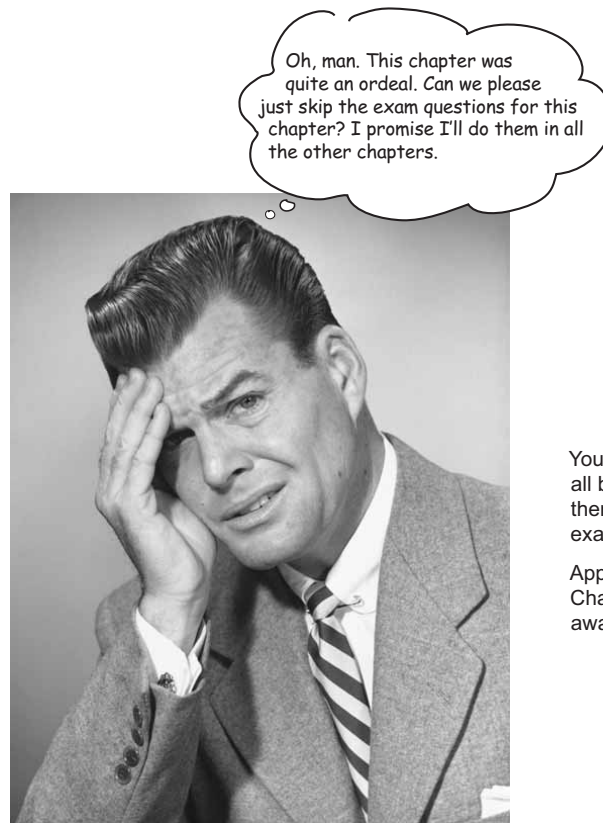 Oh, man. This chapter was
quite an ordeal. Can we please
just skip the exam questions for this
chapter? I promise I'll do them in all
the other chapters.
You
all b
ther
exa
App
Cha
awa